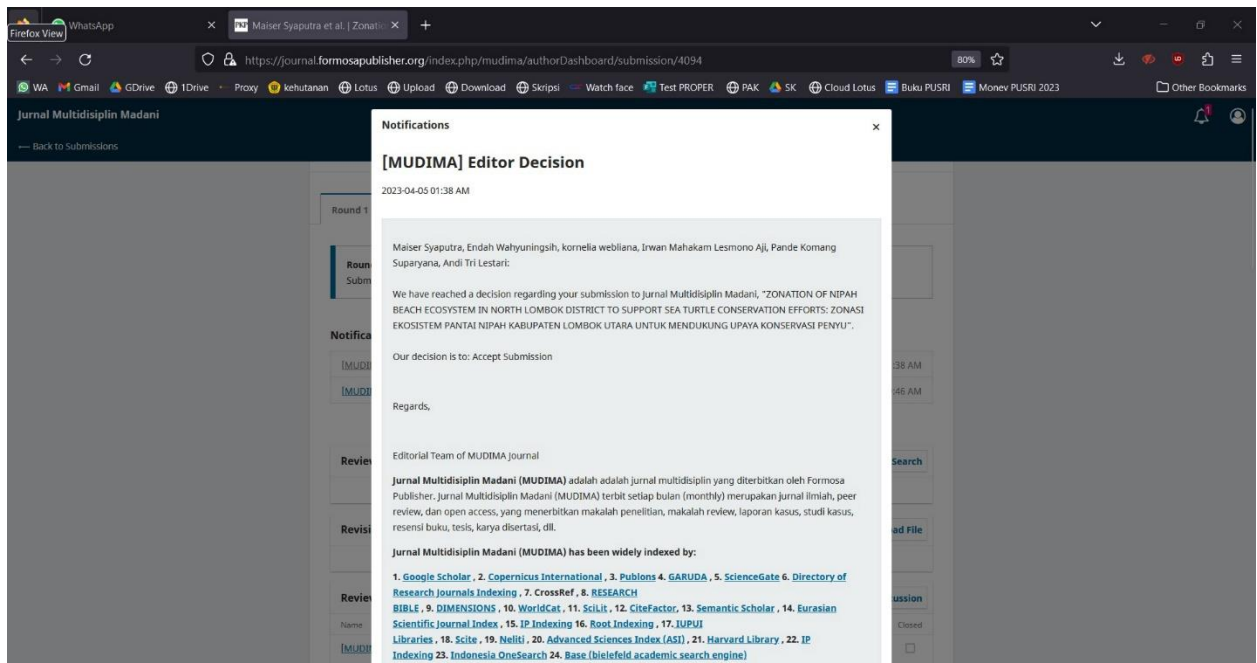 WhatsApp
Maiser Syaputra et al. | Zonatio
Firefox View
https://journal.formosapublisher.org/index.php/mudima/authorDashboard/submission/4094
80%
WA Gmail GDrive 1Drive Proxy kehutanan Lotus Upload Download Skripsi Watch face Test PROPER PAK SK Cloud Lotus Buku PUSRI Monev PUSRI 2023 Other Bookmarks
Jurnal Multidisiplin Madani
1
← Back to Submissions
Notifications
[MUDIMA] Editor Decision
2023-04-05 01:38 AM
Round 1
Maiser Syaputra, Endah Wahyuningsih, kornelia webliana, Irwan Mahakam Lesmono Aji, Pande Komang
Suparyana, Andi Tri Lestari:
Roun
Subm
We have reached a decision regarding your submission to Jurnal Multidisiplin Madani, "ZONATION OF NIPAH
BEACH ECOSYSTEM IN NORTH LOMBOK DISTRICT TO SUPPORT SEA TURTLE CONSERVATION EFFORTS: ZONASI
EKOSISTEM PANTAI NIPAH KABUPATEN LOMBOK UTARA UNTUK MENDUKUNG UPAYA KONSERVASI PENYU".
Notifica
Our decision is to: Accept Submission
[MUDI
:38 AM
[MUDI
:46 AM
Regards,
Editorial Team of MUDIMA Journal
Review
Search
Jurnal Multidisiplin Madani (MUDIMA) adalah adalah jurnal multidisiplin yang diterbitkan oleh Formosa
Publisher. Jurnal Multidisiplin Madani (MUDIMA) terbit setiap bulan (monthly) merupakan jurnal ilmiah, peer
review, dan open access, yang menerbitkan makalah penelitian, makalah review, laporan kasus, studi kasus,
resensi buku, tesis, karya disertasi, dll.
Revisi
ad File
Jurnal Multidisiplin Madani (MUDIMA) has been widely indexed by:
1. Google Scholar , 2. Copernicus International , 3. Publons 4. GARUDA , 5. ScienceGate 6. Directory of
Research Journals Indexing , 7. CrossRef , 8. RESEARCH
BIBLE , 9. DIMENSIONS , 10. WorldCat , 11. SciLit , 12. CiteFactor, 13. Semantic Scholar , 14. Eurasian
Scientific Journal Index , 15. IP Indexing 16. Root Indexing , 17. IUPUI
Libraries , 18. Scite , 19. Neliti , 20. Advanced Sciences Index (ASI) , 21. Harvard Library , 22. IP
Indexing 23. Indonesia OneSearch 24. Base (bielefeld academic search engine)
Review
ussion
Name
Closed
[MUDI